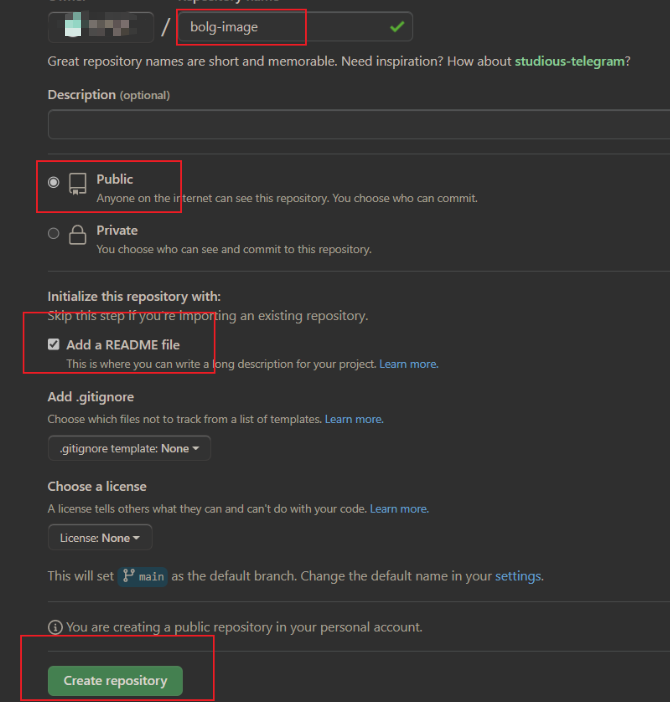 / bolg-image
Great repository names are short and memorable. Need inspiration? How about studious-telegram?
Description (optional)
Public
Anyone on the internet can see this repository. You choose who can commit.
Private
You choose who can see and commit to this repository.
Initialize this repository with:
Skip this step if you're importing an existing repository.
Add a README file
This is where you can write a long description for your project. Learn more.
Add .gitignore
Choose which files not to track from a list of templates. Learn more.
.gitignore template: None
Choose a license
A license tells others what they can and can't do with your code. Learn more.
License: None
This will set main as the default branch. Change the default name in your settings.
You are creating a public repository in your personal account.
Create repository